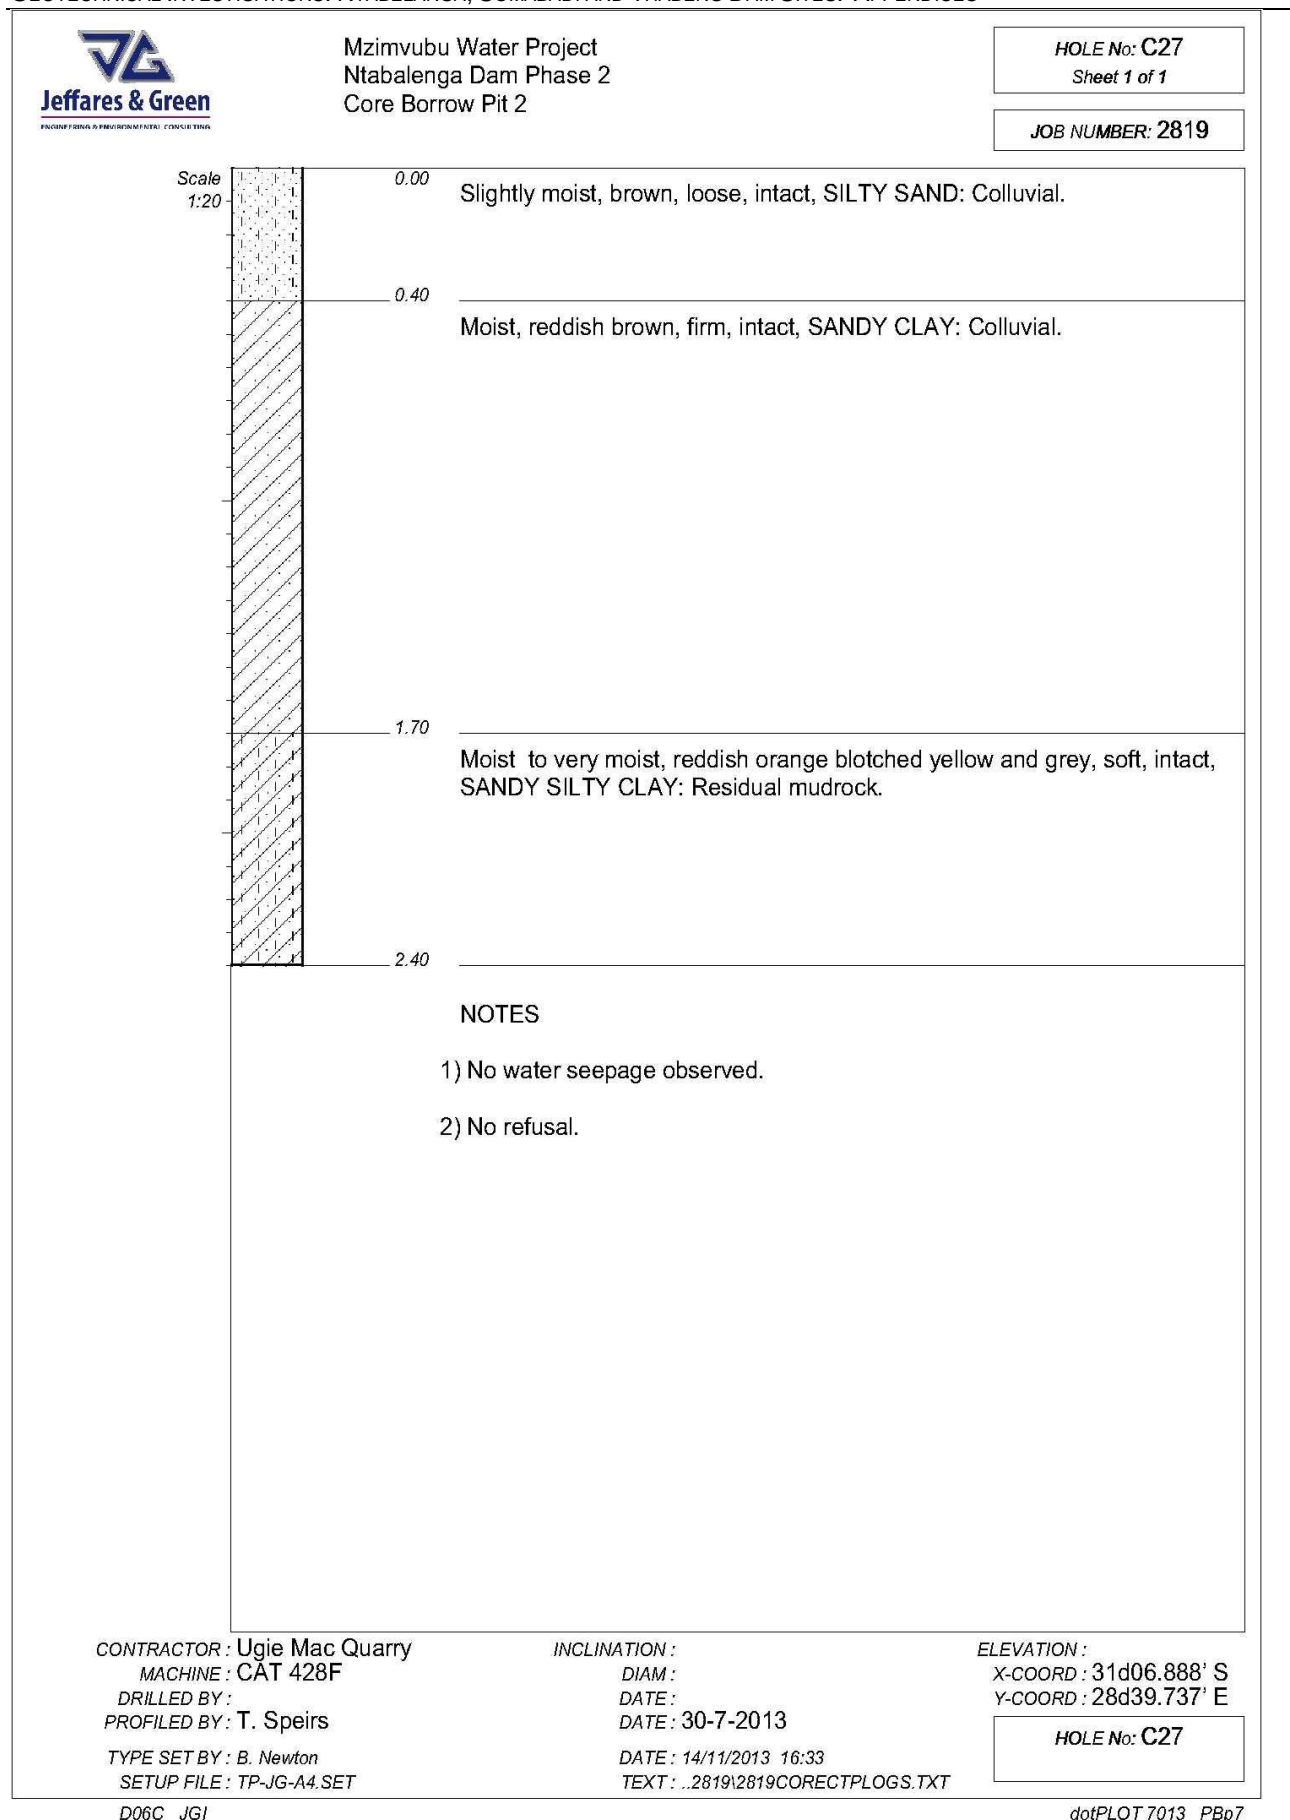 Jeffares & Green
ENGINEERING & ENVIRONMENTAL CONSULTING
Mzimvubu Water Project
Ntabalenga Dam Phase 2
Core Borrow Pit 2
HOLE No: C27
Sheet 1 of 1
JOB NUMBER: 2819
Scale
1:20
0.00
Slightly moist, brown, loose, intact, SILTY SAND: Colluvial.
0.40
Moist, reddish brown, firm, intact, SANDY CLAY: Colluvial.
1.70
Moist to very moist, reddish orange blotched yellow and grey, soft, intact,
SANDY SILTY CLAY: Residual mudrock.
2.40
NOTES
1) No water seepage observed.
2) No refusal.
CONTRACTOR : Ugie Mac Quarry
MACHINE : CAT 428F
DRILLED BY :
PROFILED BY : T. Speirs
TYPE SET BY : B. Newton
SETUP FILE : TP-JG-A4.SET
INCLINATION :
DIAM :
DATE :
DATE : 30-7-2013
DATE : 14/11/2013 16:33
TEXT : ..2819\2819CORECTPLOGS.TXT
ELEVATION :
X-COORD : 31d06.888' S
Y-COORD : 28d39.737' E
HOLE No: C27
D06C JGI
dotPLOT 7013 PBp7